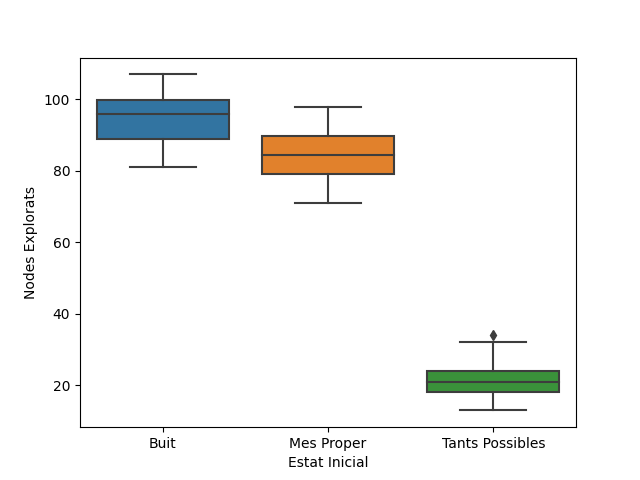 Nodes Explorats
100
80
60
40
20
Buit
Mes Proper
Tants Possibles
Estat Inicial